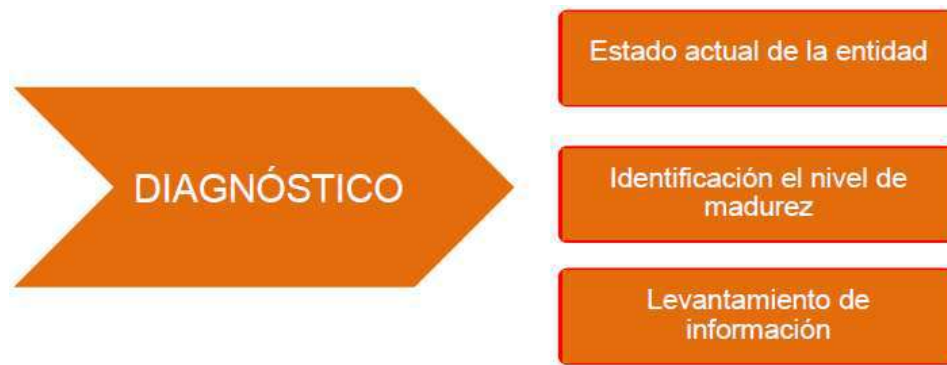 DIAGNÓSTICO
Estado actual de la entidad
Identificación el nivel de
madurez
Levantamiento de
información